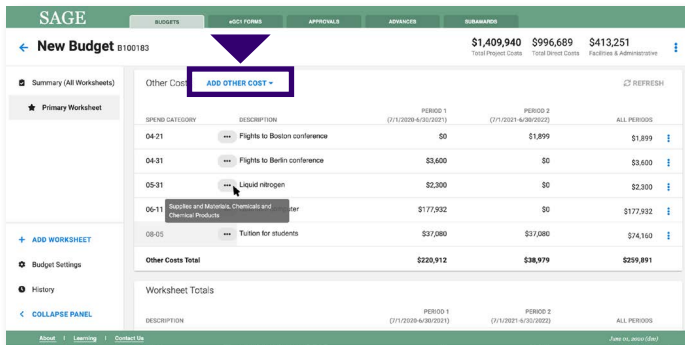 SAGE
BUDGETS eGC1 FORMS APPROVALS ADVANCES SUBAWARDS
← New Budget B100183
$1,409,940 $996,689 $413,251
Total Project Costs Total Direct Costs Facilities & Administrative
Summary (All Worksheets)
Primary Worksheet
+ ADD WORKSHEET
Budget Settings
History
< COLLAPSE PANEL
Other Cost ADD OTHER COST REFRESH
PERIOD 1 PERIOD 2
SPEND CATEGORY DESCRIPTION (7/1/2020-6/30/2021) (7/1/2021-6/30/2022) ALL PERIODS
04-21 ••• Flights to Boston conference $0 $1,899 $1,899
04-31 ••• Flights to Berlin conference $3,600 $0 $3,600
05-31 ••• Liquid nitrogen $2,300 $0 $2,300
06-11 $177,932 $0 $177,932
Supplies and Materials, Chemicals and
Chemical Products
08-05 ••• Tuition for students $37,080 $37,080 $74,160
Other Costs Total $220,912 $38,979 $259,891
Worksheet Totals
PERIOD 1 PERIOD 2
DESCRIPTION (7/1/2020-6/30/2021) (7/1/2021-6/30/2022) ALL PERIODS
About | Learning | Contact Us